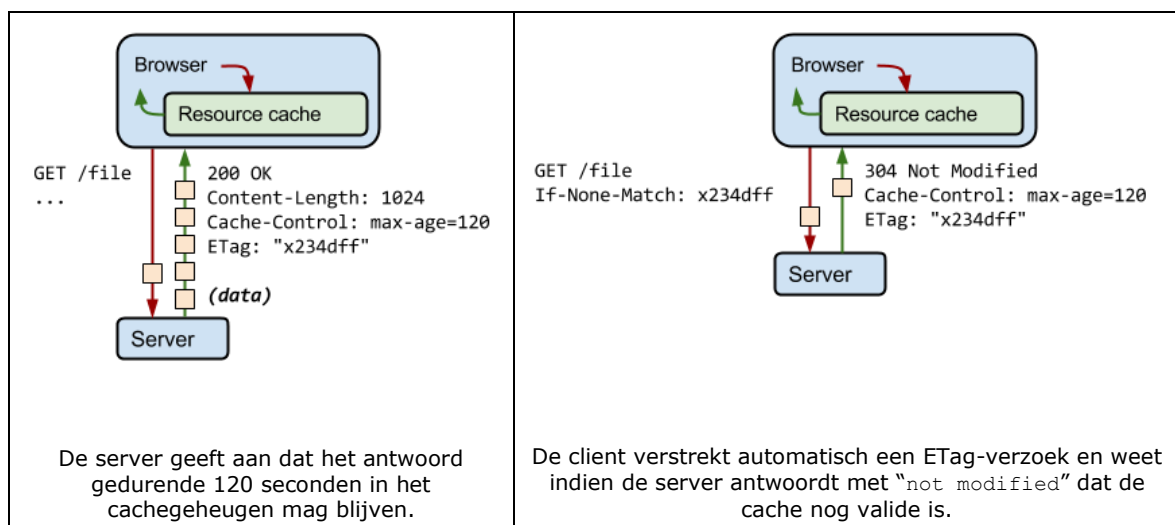 Browser
Resource cache
GET /file
...
200 OK
Content-Length: 1024
Cache-Control: max-age=120
ETag: "x234dff"
(data)
Server
De server geeft aan dat het antwoord
gedurende 120 seconden in het
cachegeheugen mag blijven.
Browser
Resource cache
GET /file
If-None-Match: x234dff
304 Not Modified
Cache-Control: max-age=120
ETag: "x234dff"
Server
De client verstrekt automatisch een ETag-verzoek en weet
indien de server antwoordt met “not modified” dat de
cache nog valide is.